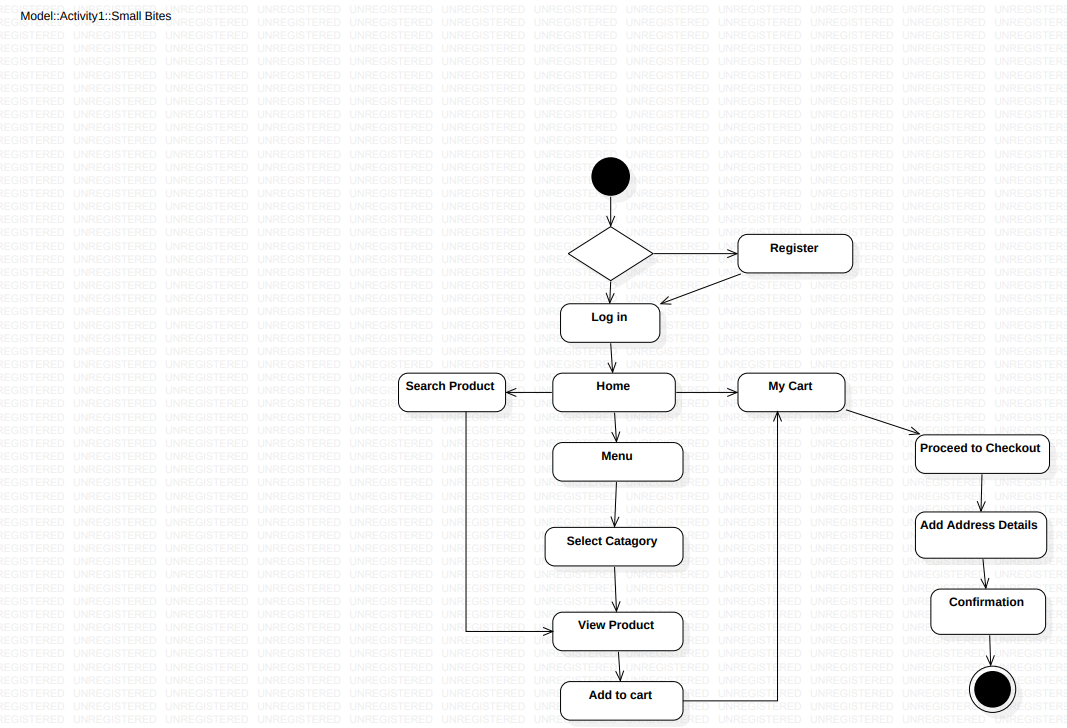 Model::Activity1::Small Bites
Register
Log in
Search Product
Home
My Cart
Menu
Proceed to Checkout
Select Catagory
Add Address Details
View Product
Confirmation
Add to cart
UNREGISTERED